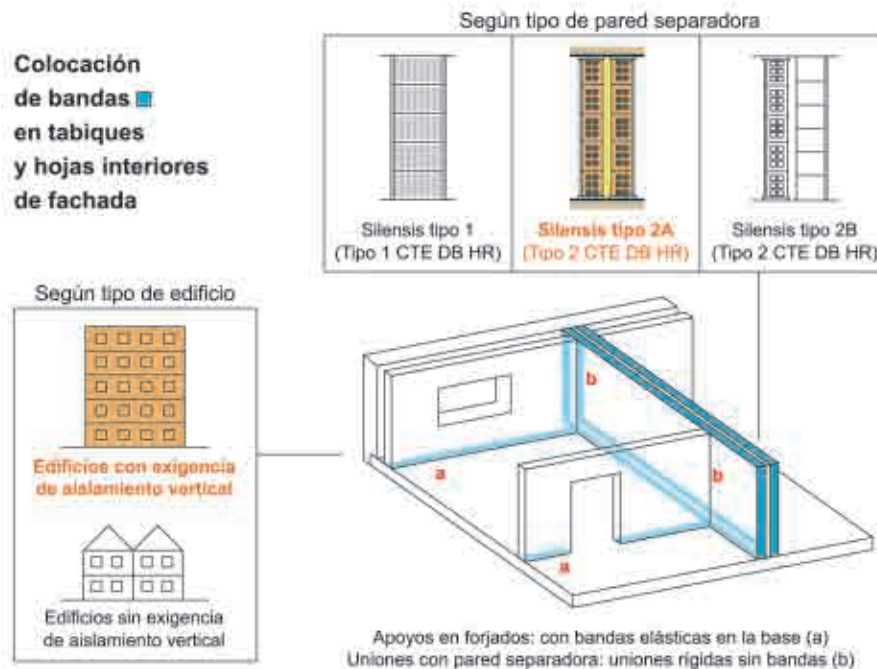 Según tipo de pared separadora
Colocación
de bandas
en tabiques
y hojas interiores
de fachada
Silensis tipo 1
(Tipo 1 CTE DB HR)
Silensis tipo 2A
(Tipo 2 CTE DB HR)
Silensis tipo 2B
(Tipo 2 CTE DB HR)
Según tipo de edificio
Edificios con exigencia
de aislamiento vertical
Edificios sin exigencia
de aislamiento vertical
b
a
b
a
Apoyos en forjados: con bandas elásticas en la base (a)
Uniones con pared separadora: uniones rígidas sin bandas (b)